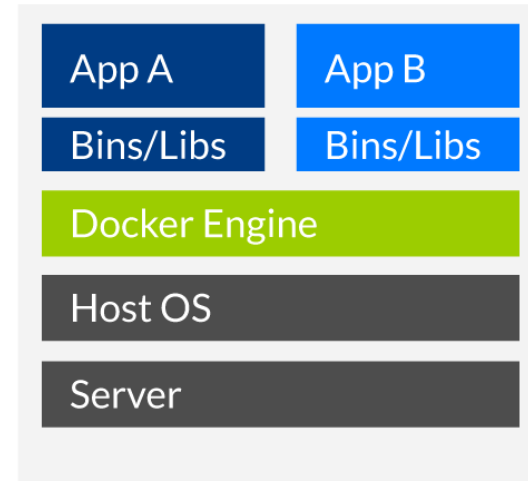 App A
App B
Bins/Libs
Bins/Libs
Docker Engine
Host OS
Server